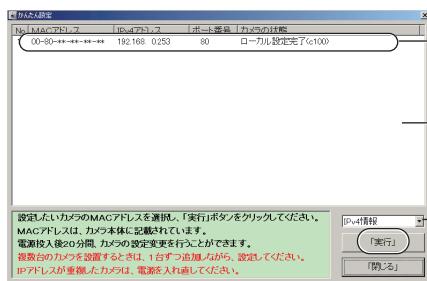 かんたん設定
No MACアドレス IPv4アドレス ポート番号 カメラの状態
00-80-**-**-**-** 192.168. 0.253 80 ローカル設定完了(c100)
設定したいカメラのMACアドレスを選択し、「実行」ボタンをクリックしてください。
MACアドレスは、カメラ本体に記載されています。
電源投入後20分間、カメラの設定変更を行うことができます。
複数台のカメラを設置するときは、1台ずつ追加しながら、設定してください。
IPアドレスが重複したカメラは、電源を入れ直してください。
IPv4情報
「実行」
「閉じる」